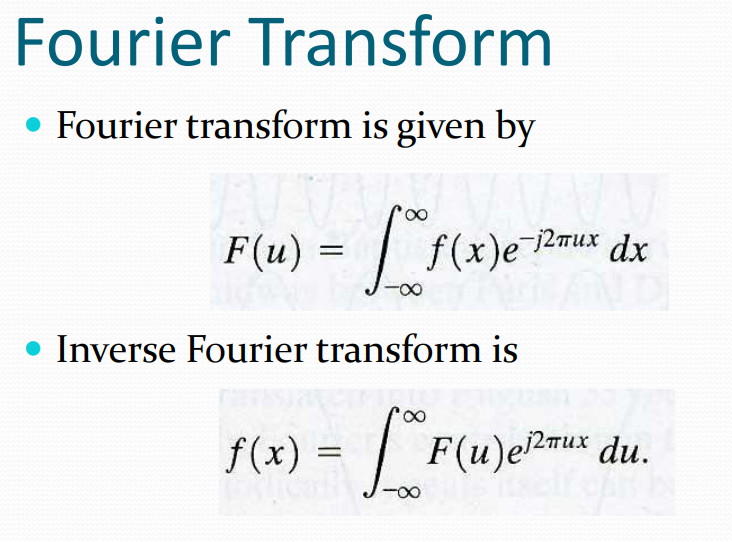 Fourier Transform
• Fourier transform is given by
F(u) = ∫_{-∞}^{∞} f(x)e^{-j2πux} dx
• Inverse Fourier transform is
f(x) = ∫_{-∞}^{∞} F(u)e^{j2πux} du.